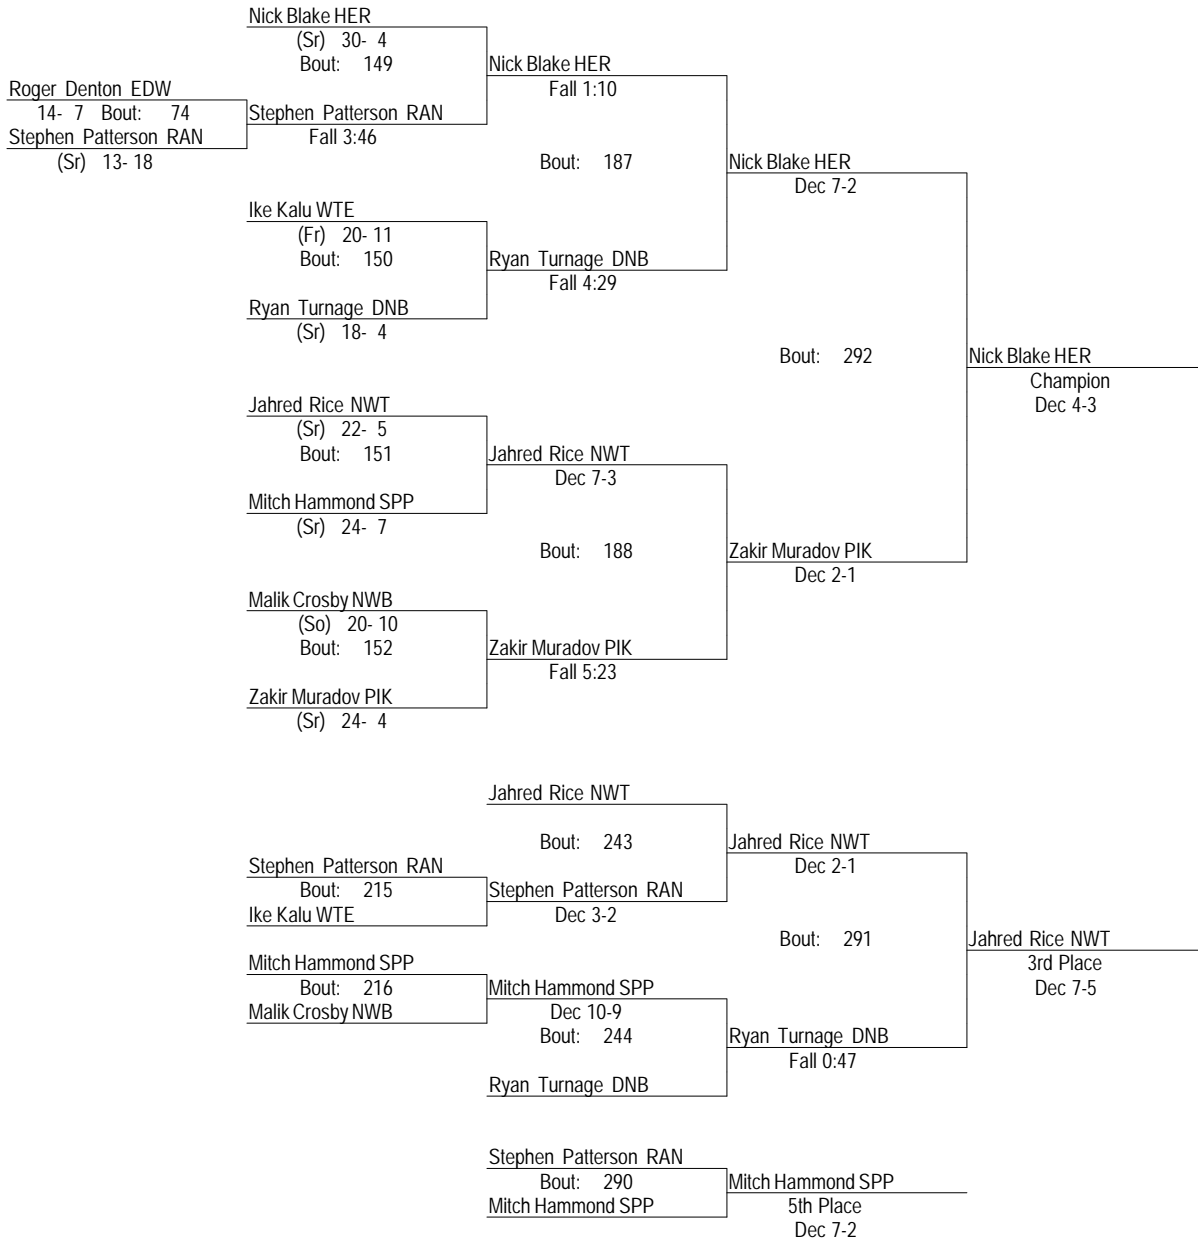 Nick Blake HER
(Sr) 30- 4
Bout: 149
Nick Blake HER
Fall 1:10
Roger Denton EDW
14- 7 Bout: 74
Stephen Patterson RAN
(Sr) 13- 18
Stephen Patterson RAN
Fall 3:46
Bout: 187
Nick Blake HER
Dec 7-2
Ike Kalu WTE
(Fr) 20- 11
Bout: 150
Ryan Turnage DNB
Fall 4:29
Ryan Turnage DNB
(Sr) 18- 4
Bout: 292
Nick Blake HER
Champion
Dec 4-3
Jahred Rice NWT
(Sr) 22- 5
Bout: 151
Jahred Rice NWT
Dec 7-3
Mitch Hammond SPP
(Sr) 24- 7
Bout: 188
Zakir Muradov PIK
Dec 2-1
Malik Crosby NWB
(So) 20- 10
Bout: 152
Zakir Muradov PIK
Fall 5:23
Zakir Muradov PIK
(Sr) 24- 4
Jahred Rice NWT
Bout: 243
Jahred Rice NWT
Dec 2-1
Stephen Patterson RAN
Bout: 215
Ike Kalu WTE
Stephen Patterson RAN
Dec 3-2
Bout: 291
Jahred Rice NWT
3rd Place
Dec 7-5
Mitch Hammond SPP
Bout: 216
Malik Crosby NWB
Mitch Hammond SPP
Dec 10-9
Bout: 244
Ryan Turnage DNB
Fall 0:47
Ryan Turnage DNB
Stephen Patterson RAN
Bout: 290
Mitch Hammond SPP
Mitch Hammond SPP
5th Place
Dec 7-2